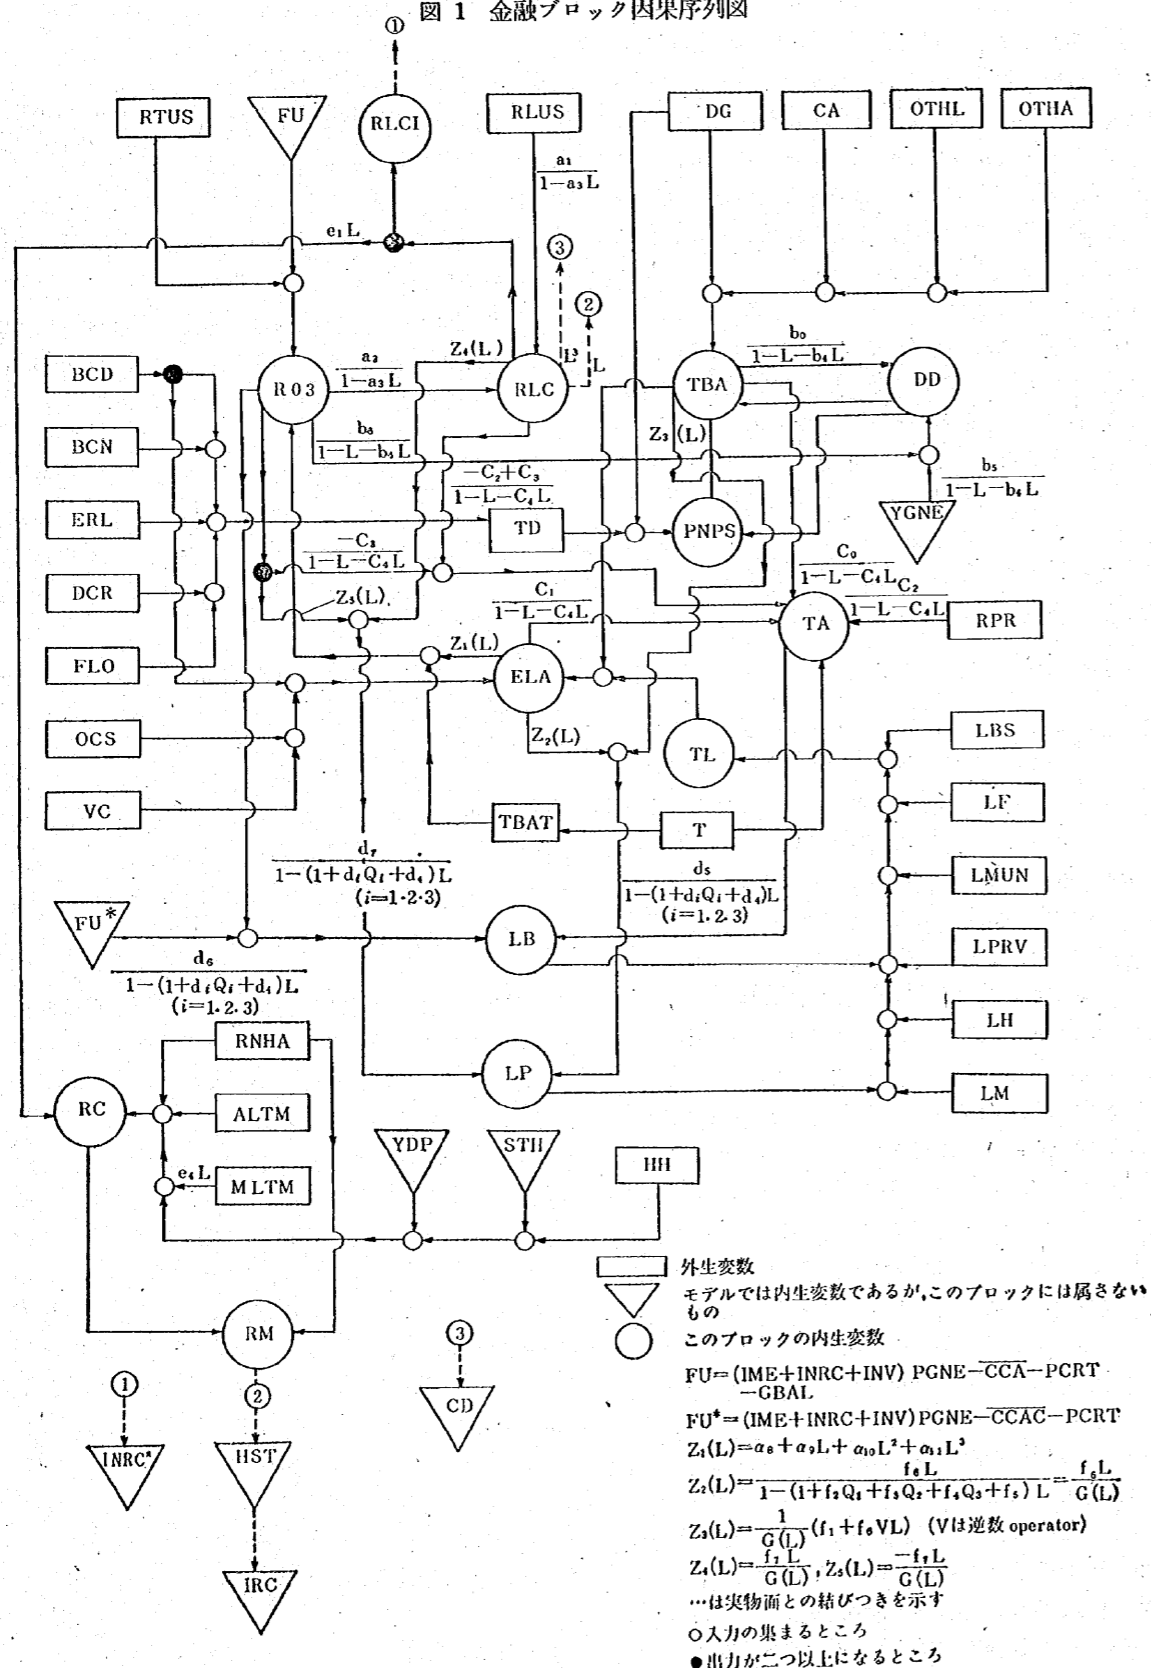 図 1 金融ブロック因果序列図
①
RTUS
FU
RLCI
RLUS
DG
CA
OTHL
OTHA
a₁
1−a₃L
e₁L
③
②
L³
L
Z₄(L)
BCD
R03
a₂
1−a₃L
RLC
TBA
b₀
1−L−b₄L
DD
BCN
b₆
1−L−b₄L
Z₃(L)
b₅
1−L−b₄L
−C₂+C₃
1−L−C₄L
ERL
TD
PNPS
YGNE
−C₃
1−L−C₄L
C₀
1−L−C₄L
DCR
Z₅(L)
C₁
1−L−C₄L
C₂
1−L−C₄L
TA
RPR
FLO
Z₁(L)
ELA
OCS
Z₂(L)
TL
LBS
VC
TBAT
T
LF
d₇
1−(1+dᵢQᵢ+d₄)L
(i=1·2·3)
d₅
1−(1+dᵢQᵢ+d₄)L
(i=1.2.3)
LMUN
FU*
LB
LPRV
d₆
1−(1+dᵢQᵢ+d₄)L
(i=1.2.3)
RNHA
LH
RC
ALTM
LP
LM
e₄L
MLTM
YDP
STH
HH
外生変数
モデルでは内生変数であるが,このブロックには属さない
もの
このブロックの内生変数
RM
③
①
②
CD
INRC*
HST
IRC
FU=(IME+INRC+INV) PGNE−C̅C̅A̅−PCRT
−GBAL
FU*=(IME+INRC+INV)PGNE−C̅C̅A̅C̅−PCRT
Z₁(L)=α₈+α₉L+α₁₀L²+α₁₁L³
Z₂(L)=f₆L/1−(1+f₂Q₁+f₃Q₂+f₄Q₃+f₅)L=f₆L/G(L)
Z₃(L)=1/G(L)(f₁+f₆VL) (Vは逆数 operator)
Z₄(L)=f₇L/G(L), Z₅(L)=−f₇L/G(L)
…は実物面との結びつきを示す
○入力の集まるところ
●出力が二つ以上になるところ